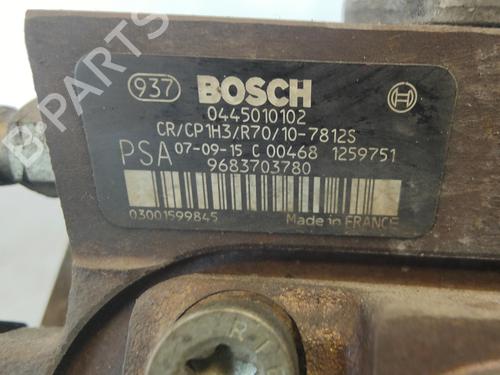 B-PARTS
937 BOSCH
0445010102
CR/CP1H3/R70/10-7812S
PSA 07-09-15 C 00468 1259751
9683703780
03001599845 Made in FRANCE